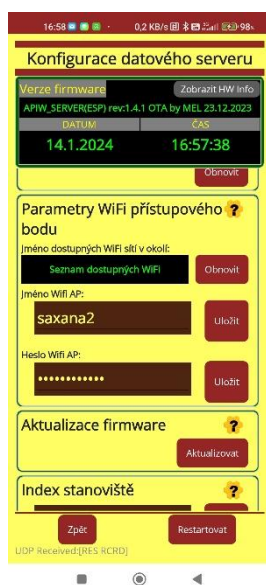 16:58 0,2 KB/s 98
Konfigurace datového serveru
Verze firmware Zobrazit HW Info
APIW_SERVER(ESP) rev:1.4.1 OTA by MEL 23.12.2023
DATUM ČAS
14.1.2024 16:57:38
Obnovit
Parametry WiFi přístupového ?
bodu
Jméno dostupných WiFi sítí v okolí:
Seznam dostupných WiFi Obnovit
Jméno Wifi AP:
saxana2 Uložit
Heslo Wifi AP:
•••••••••••• Uložit
Aktualizace firmware ?
Aktualizovat
Index stanoviště ?
Zpět Restartovat
UDP Received:[RES RCRD]